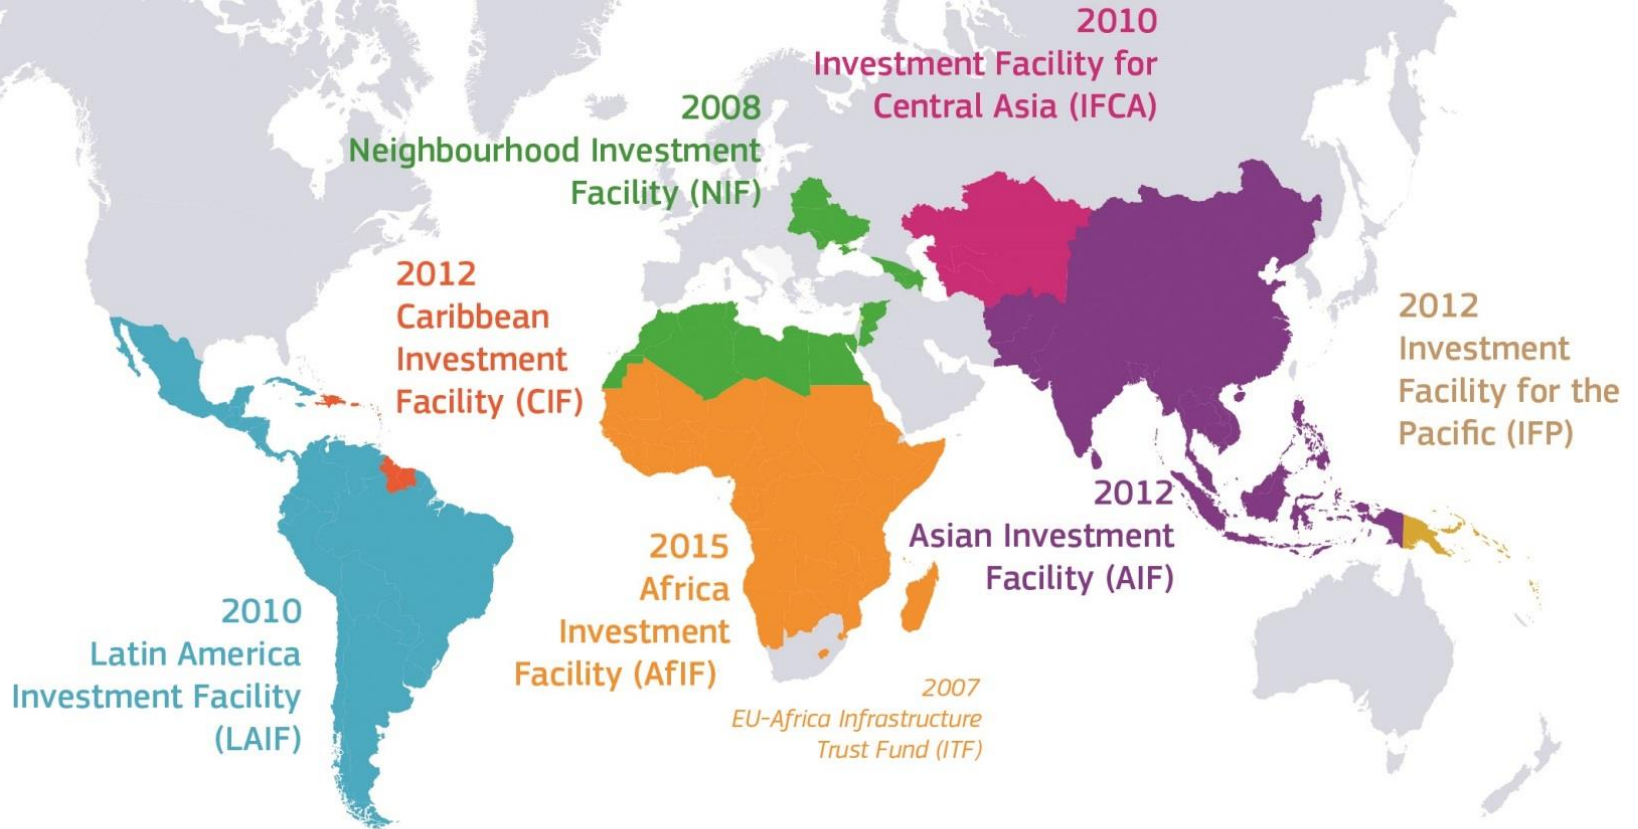 2010
Investment Facility for
Central Asia (IFCA)
2008
Neighbourhood Investment
Facility (NIF)
2012
Caribbean
Investment
Facility (CIF)
2012
Investment
Facility for the
Pacific (IFP)
2012
Asian Investment
Facility (AIF)
2015
Africa
Investment
Facility (AfIF)
2010
Latin America
Investment Facility
(LAIF)
2007
EU-Africa Infrastructure
Trust Fund (ITF)